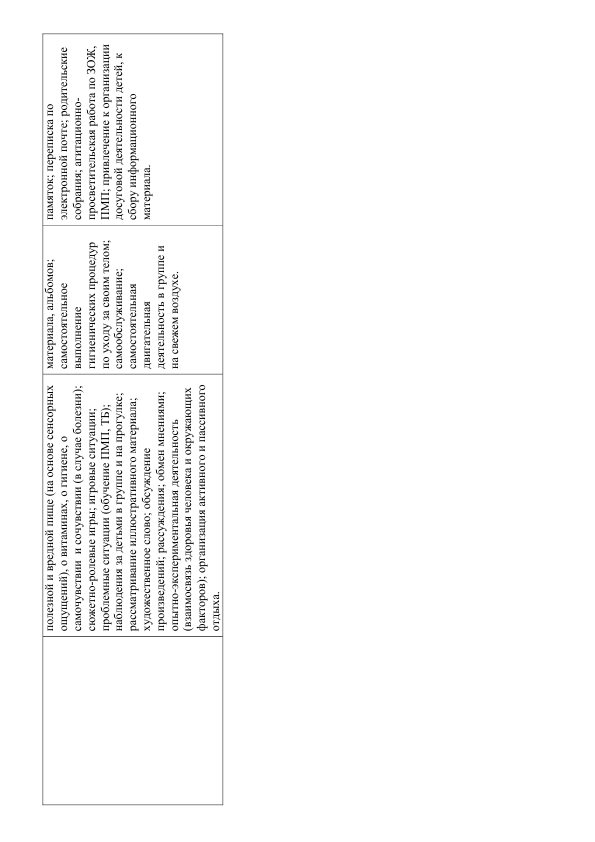 полезной и вредной пище (на основе сенсорных
ощущений), о витаминах, о гигиене, о
самочувствии и сочувствии (в случае болезни);
сюжетно-ролевые игры; игровые ситуации;
проблемные ситуации (обучение ПМП, ТБ);
наблюдения за детьми в группе и на прогулке;
рассматривание иллюстративного материала;
художественное слово; обсуждение
произведений; рассуждения; обмен мнениями;
опытно-экспериментальная деятельность
(взаимосвязь здоровья человека и окружающих
факторов); организация активного и пассивного
отдыха.
материала, альбомов;
самостоятельное
выполнение
гигиенических процедур
по уходу за своим телом;
самообслуживание;
самостоятельная
двигательная
деятельность в группе и
на свежем воздухе.
памяток; переписка по
электронной почте; родительские
собрания; агитационно-
просветительская работа по ЗОЖ,
ПМП; привлечение к организации
досуговой деятельности детей, к
сбору информационного
материала.